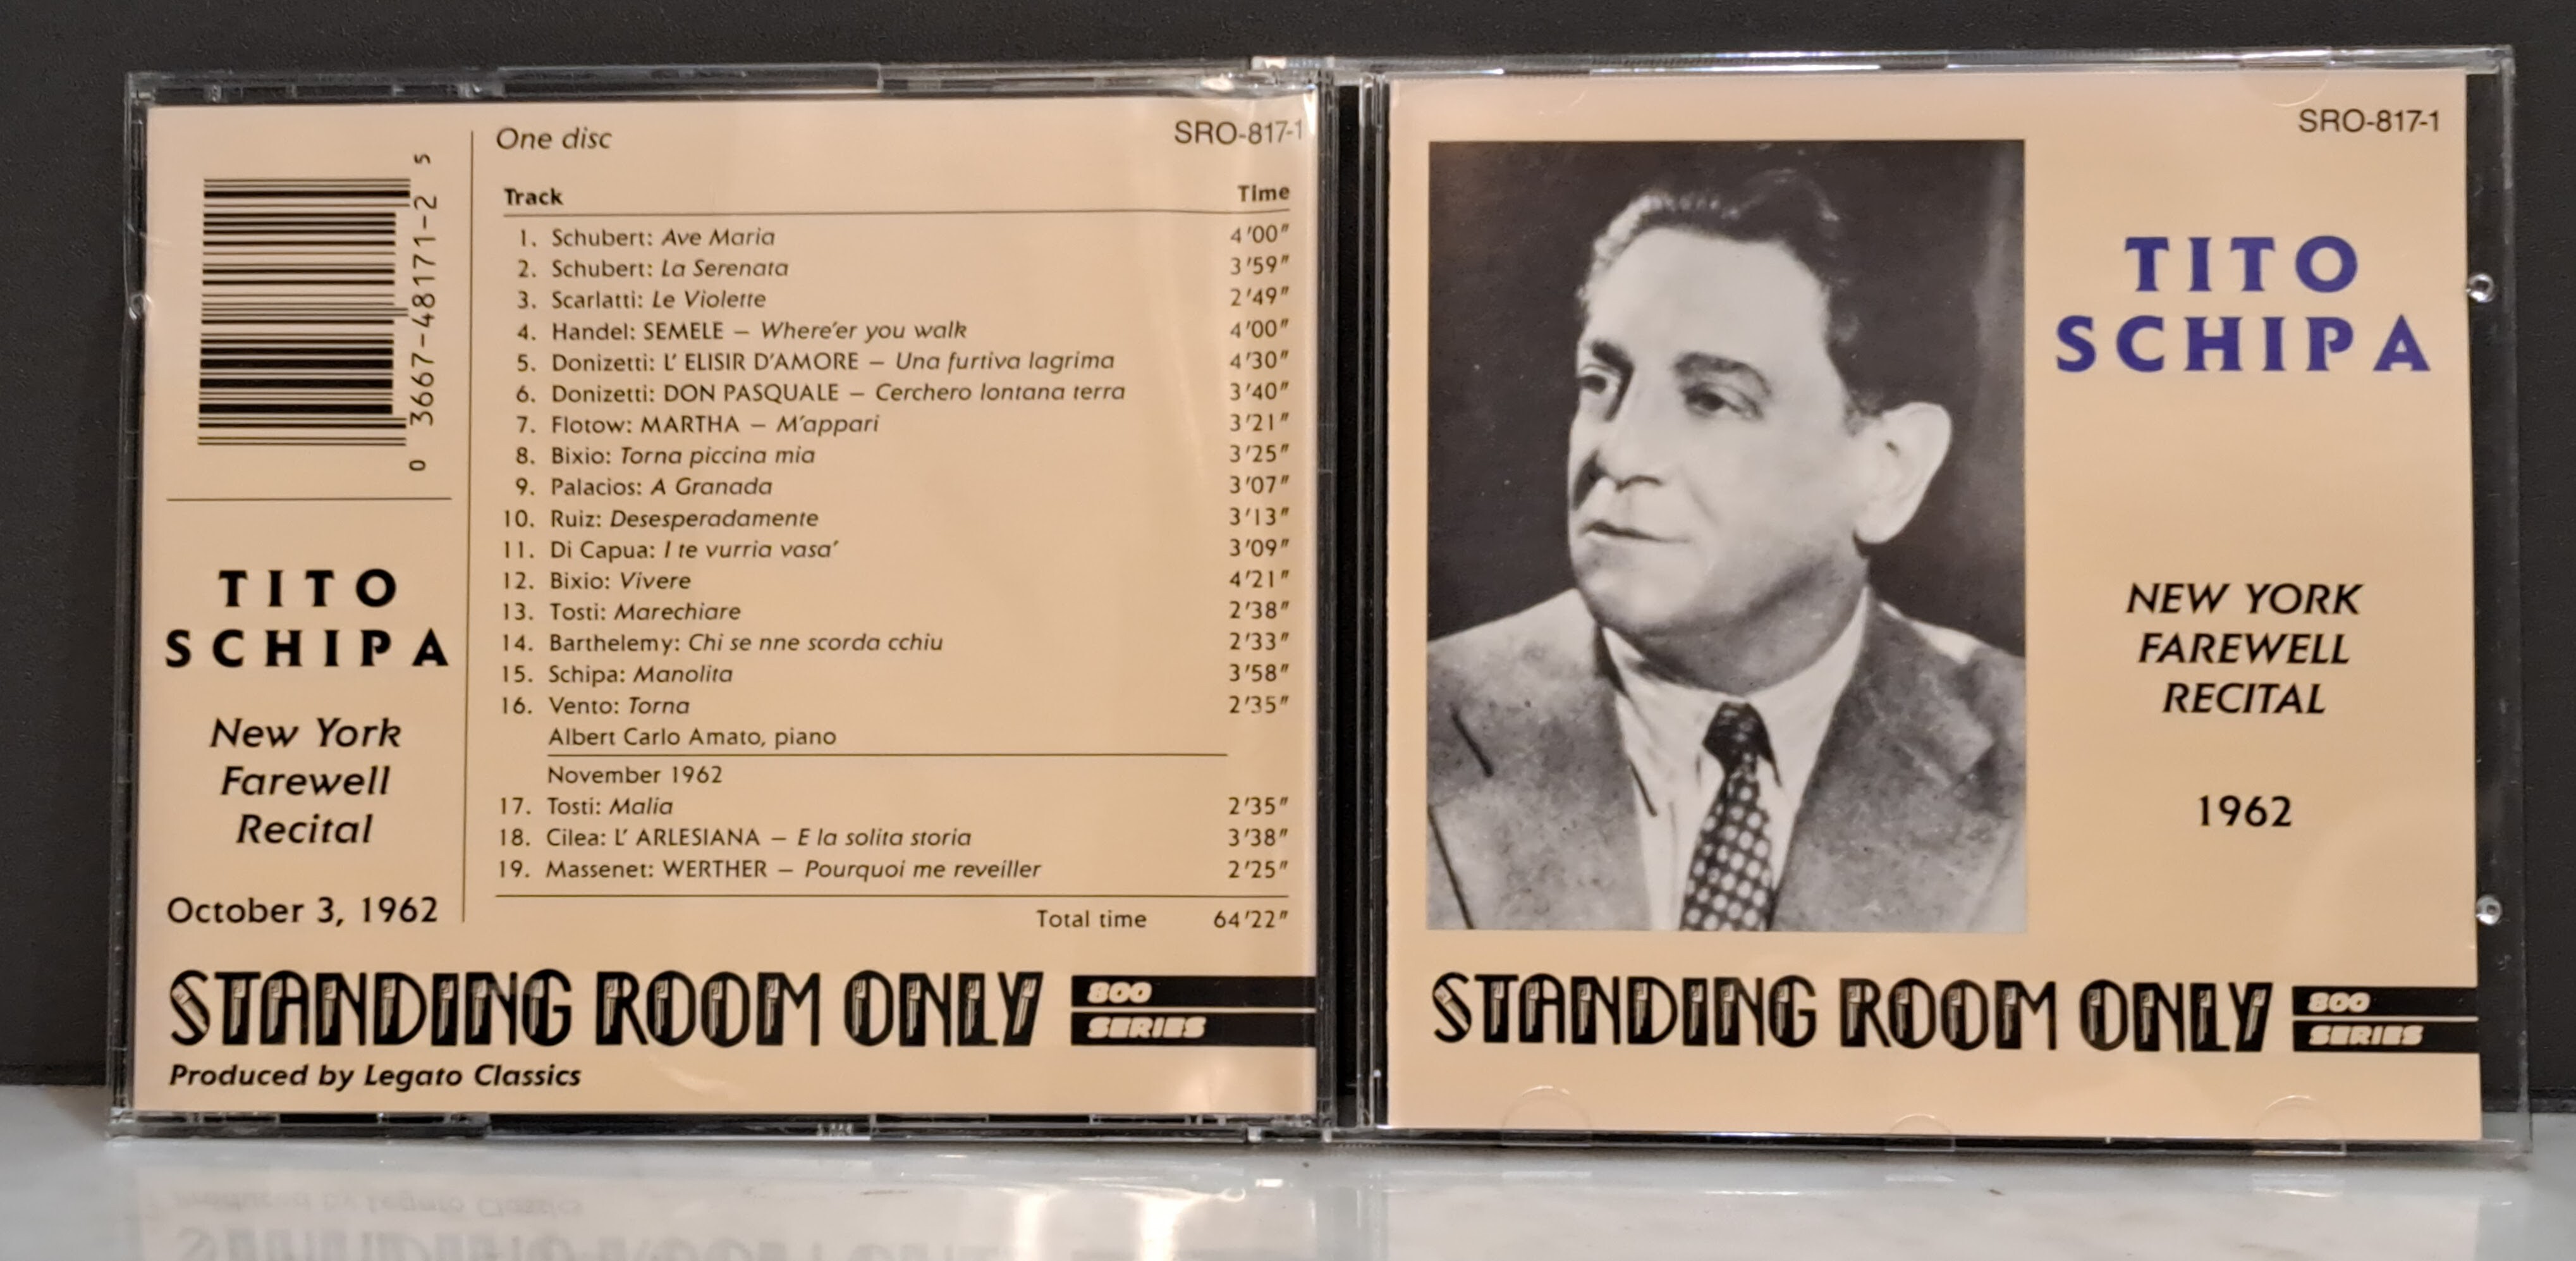 5
0 3667-48171-2
TITO
SCHIPA
New York
Farewell
Recital
October 3, 1962
One disc SRO-817-1
Track Time
1. Schubert: Ave Maria 4'00"
2. Schubert: La Serenata 3'59"
3. Scarlatti: Le Violette 2'49"
4. Handel: SEMELE – Where'er you walk 4'00"
5. Donizetti: L' ELISIR D'AMORE – Una furtiva lagrima 4'30"
6. Donizetti: DON PASQUALE – Cerchero lontana terra 3'40"
7. Flotow: MARTHA – M'appari 3'21"
8. Bixio: Torna piccina mia 3'25"
9. Palacios: A Granada 3'07"
10. Ruiz: Desesperadamente 3'13"
11. Di Capua: I te vurria vasa' 3'09"
12. Bixio: Vivere 4'21"
13. Tosti: Marechiare 2'38"
14. Barthelemy: Chi se nne scorda cchiu 2'33"
15. Schipa: Manolita 3'58"
16. Vento: Torna 2'35"
Albert Carlo Amato, piano
November 1962
17. Tosti: Malia 2'35"
18. Cilea: L' ARLESIANA – E la solita storia 3'38"
19. Massenet: WERTHER – Pourquoi me reveiller 2'25"
Total time 64'22"
STANDING ROOM ONLY 800 SERIES
Produced by Legato Classics
SRO-817-1
TITO
SCHIPA
NEW YORK
FAREWELL
RECITAL
1962
STANDING ROOM ONLY 800 SERIES